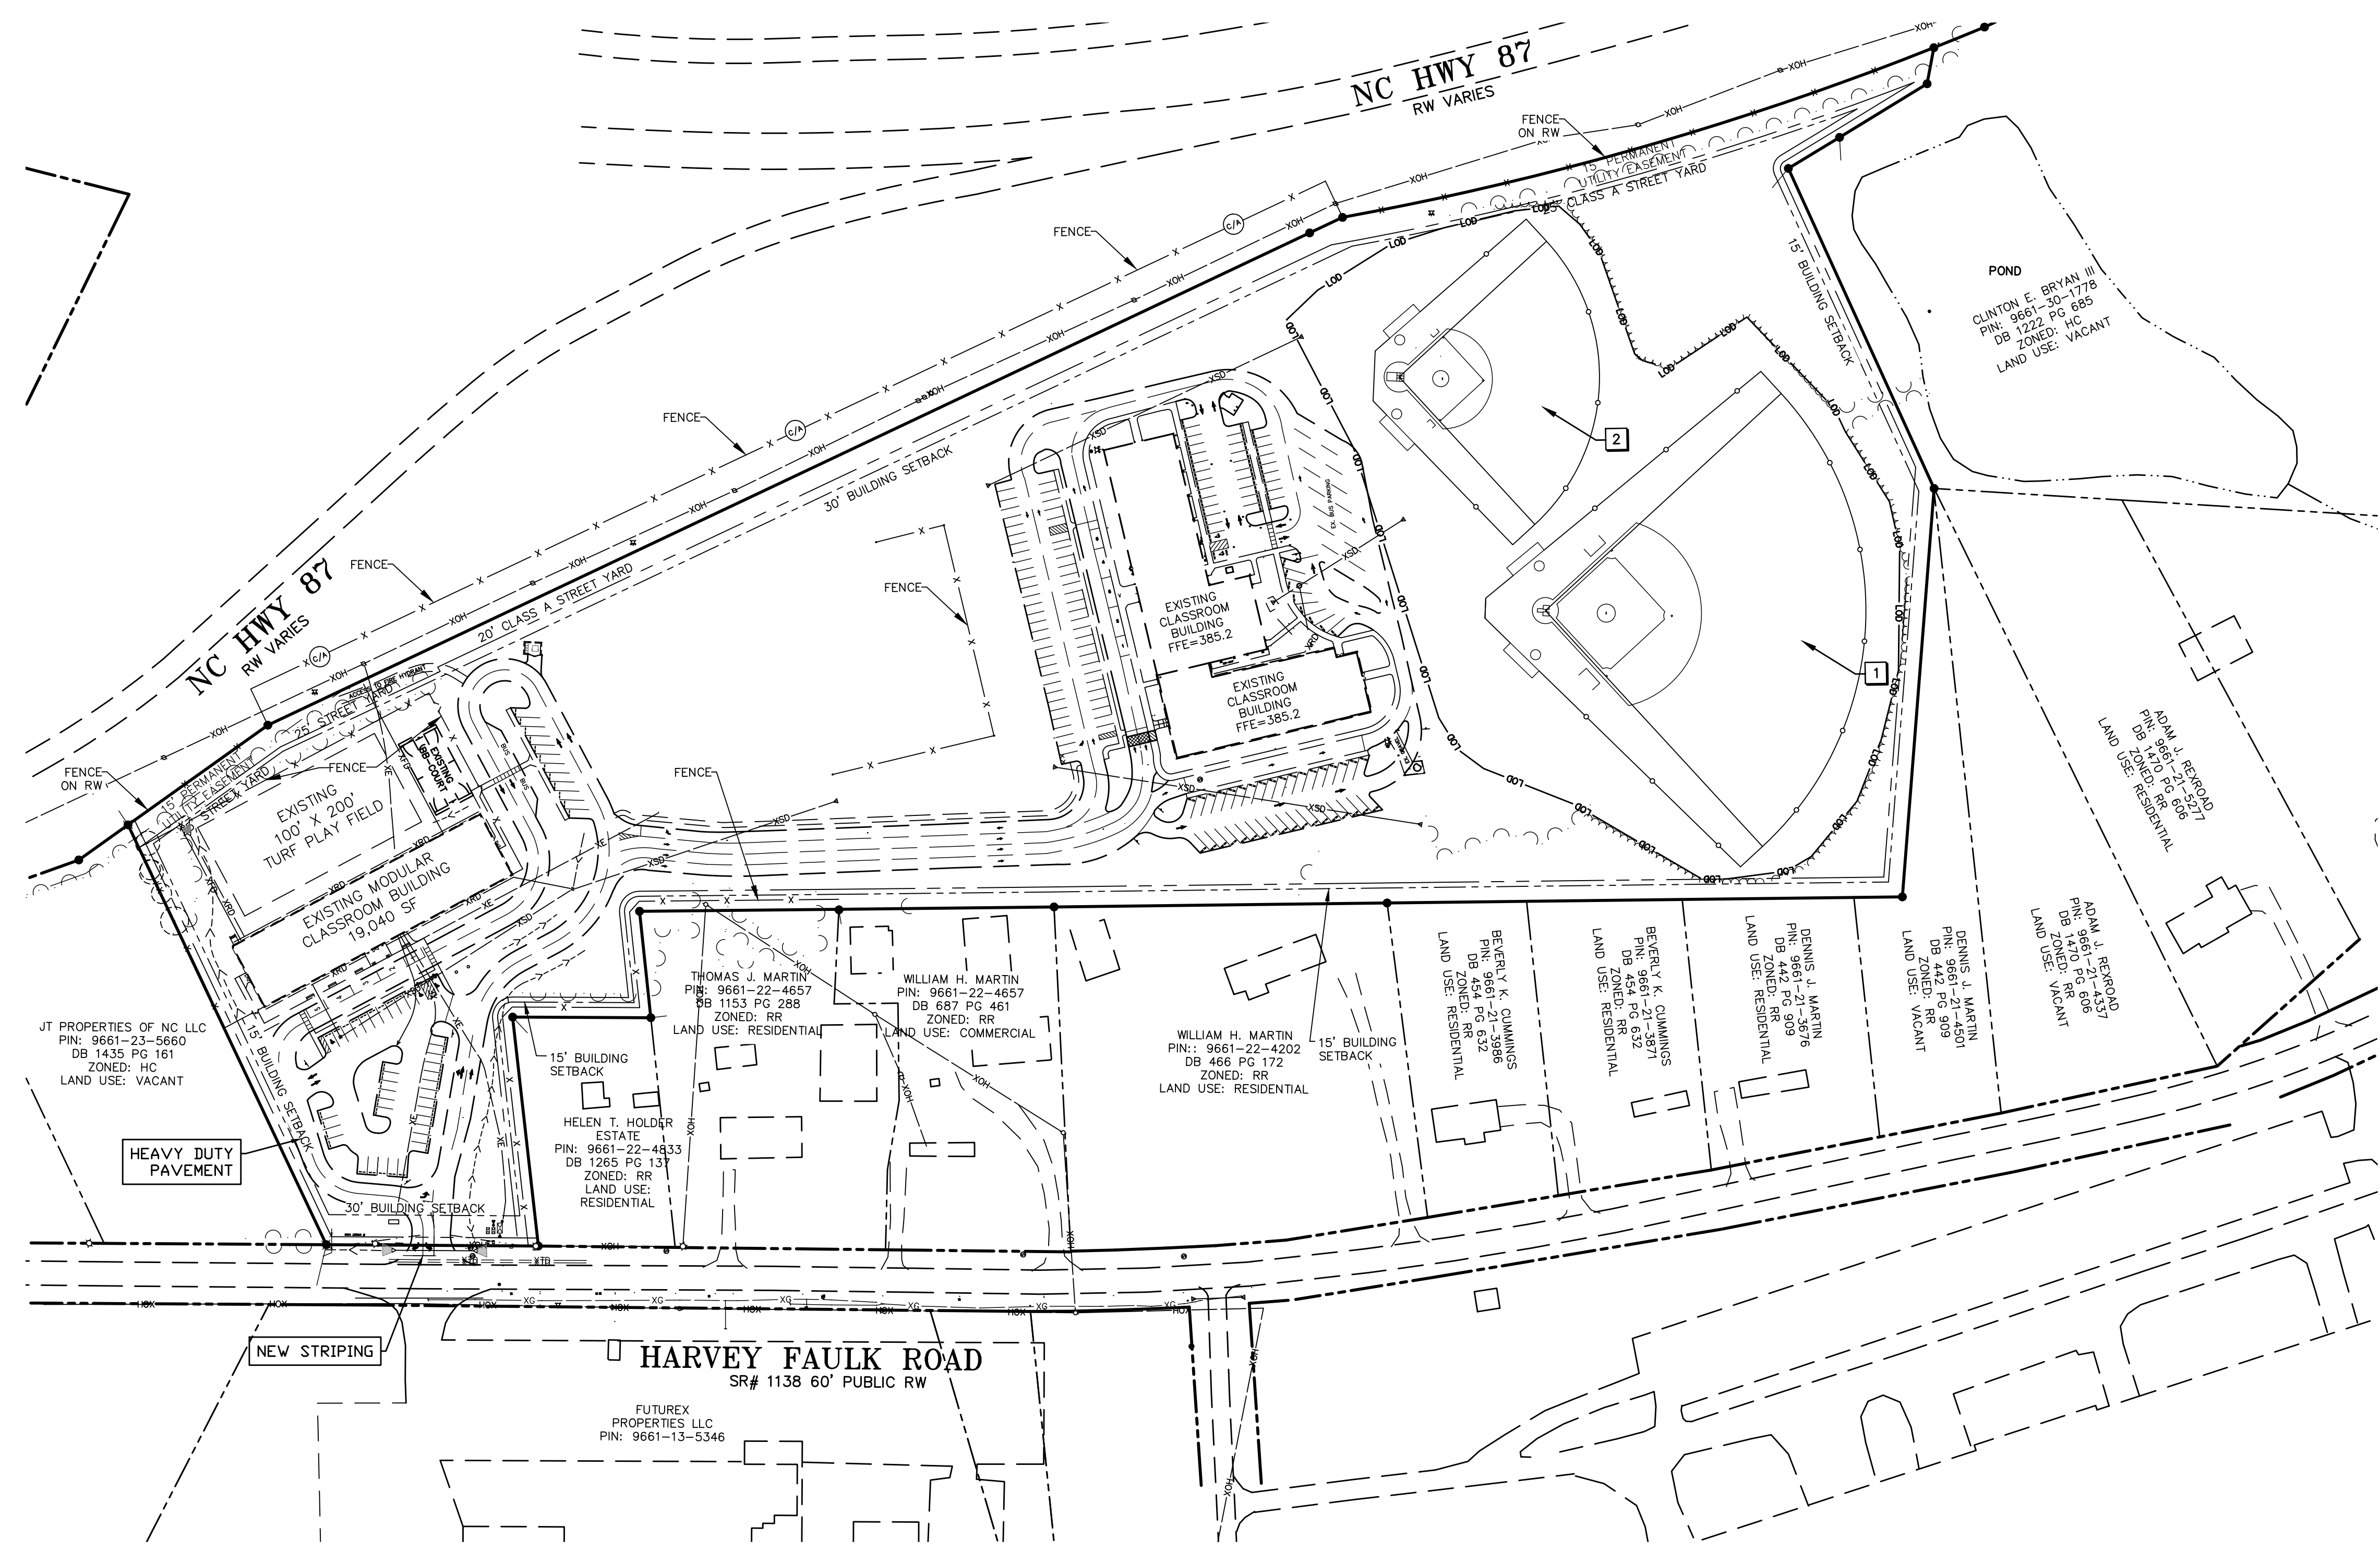 NC HWY 87
RW VARIES
FENCE
ON RW
15' PERMANENT
UTILITY EASEMENT
25' CLASS A STREET YARD
15' BUILDING SETBACK
POND
CLINTON E. BRYAN III
PIN: 9661-30-1778
DB 1222 PG 685
ZONED: HC
LAND USE: VACANT
FENCE
C/A
FENCE
C/A
30' BUILDING SETBACK
FENCE
FENCE
20' CLASS A STREET YARD
C/A
NC HWY 87
RW VARIES
2
1
EX. BUS PARKING
EXISTING
CLASSROOM
BUILDING
FFE=385.2
EXISTING
CLASSROOM
BUILDING
FFE=385.2
ACCESS TO FIRE HYDRANT
25' STREET YARD
FENCE
ON RW
15' PERMANENT
UTILITY EASEMENT
STREET YARD
FENCE
EXISTING
BB-COURT
BUS
BUS
EXISTING
100' X 200'
TURF PLAY FIELD
EXISTING MODULAR
CLASSROOM BUILDING
19,040 SF
FENCE
JT PROPERTIES OF NC LLC
PIN: 9661-23-5660
DB 1435 PG 161
ZONED: HC
LAND USE: VACANT
15' BUILDING SETBACK
HEAVY DUTY
PAVEMENT
30' BUILDING SETBACK
NEW STRIPING
15' BUILDING
SETBACK
HELEN T. HOLDER
ESTATE
PIN: 9661-22-4833
DB 1265 PG 137
ZONED: RR
LAND USE:
RESIDENTIAL
THOMAS J. MARTIN
PIN: 9661-22-4657
DB 1153 PG 288
ZONED: RR
LAND USE: RESIDENTIAL
WILLIAM H. MARTIN
PIN: 9661-22-4657
DB 687 PG 461
ZONED: RR
LAND USE: COMMERCIAL
WILLIAM H. MARTIN
PIN:: 9661-22-4202
DB 466 PG 172
ZONED: RR
LAND USE: RESIDENTIAL
15' BUILDING
SETBACK
BEVERLY K. CUMMINGS
PIN: 9661-21-3986
DB 454 PG 632
ZONED: RR
LAND USE: RESIDENTIAL
BEVERLY K. CUMMINGS
PIN: 9661-21-3871
DB 454 PG 632
ZONED: RR
LAND USE: RESIDENTIAL
DENNIS J. MARTIN
PIN: 9661-21-3676
DB 442 PG 909
ZONED: RR
LAND USE: RESIDENTIAL
DENNIS J. MARTIN
PIN: 9661-21-4501
DB 442 PG 909
ZONED: RR
LAND USE: VACANT
ADAM J. REXROAD
PIN: 9661-21-4337
DB 1470 PG 606
ZONED: RR
LAND USE: VACANT
ADAM J. REXROAD
PIN: 9661-21-5277
DB 1470 PG 606
ZONED: RR
LAND USE: RESIDENTIAL
HARVEY FAULK ROAD
SR# 1138 60' PUBLIC RW
FUTUREX
PROPERTIES LLC
PIN: 9661-13-5346